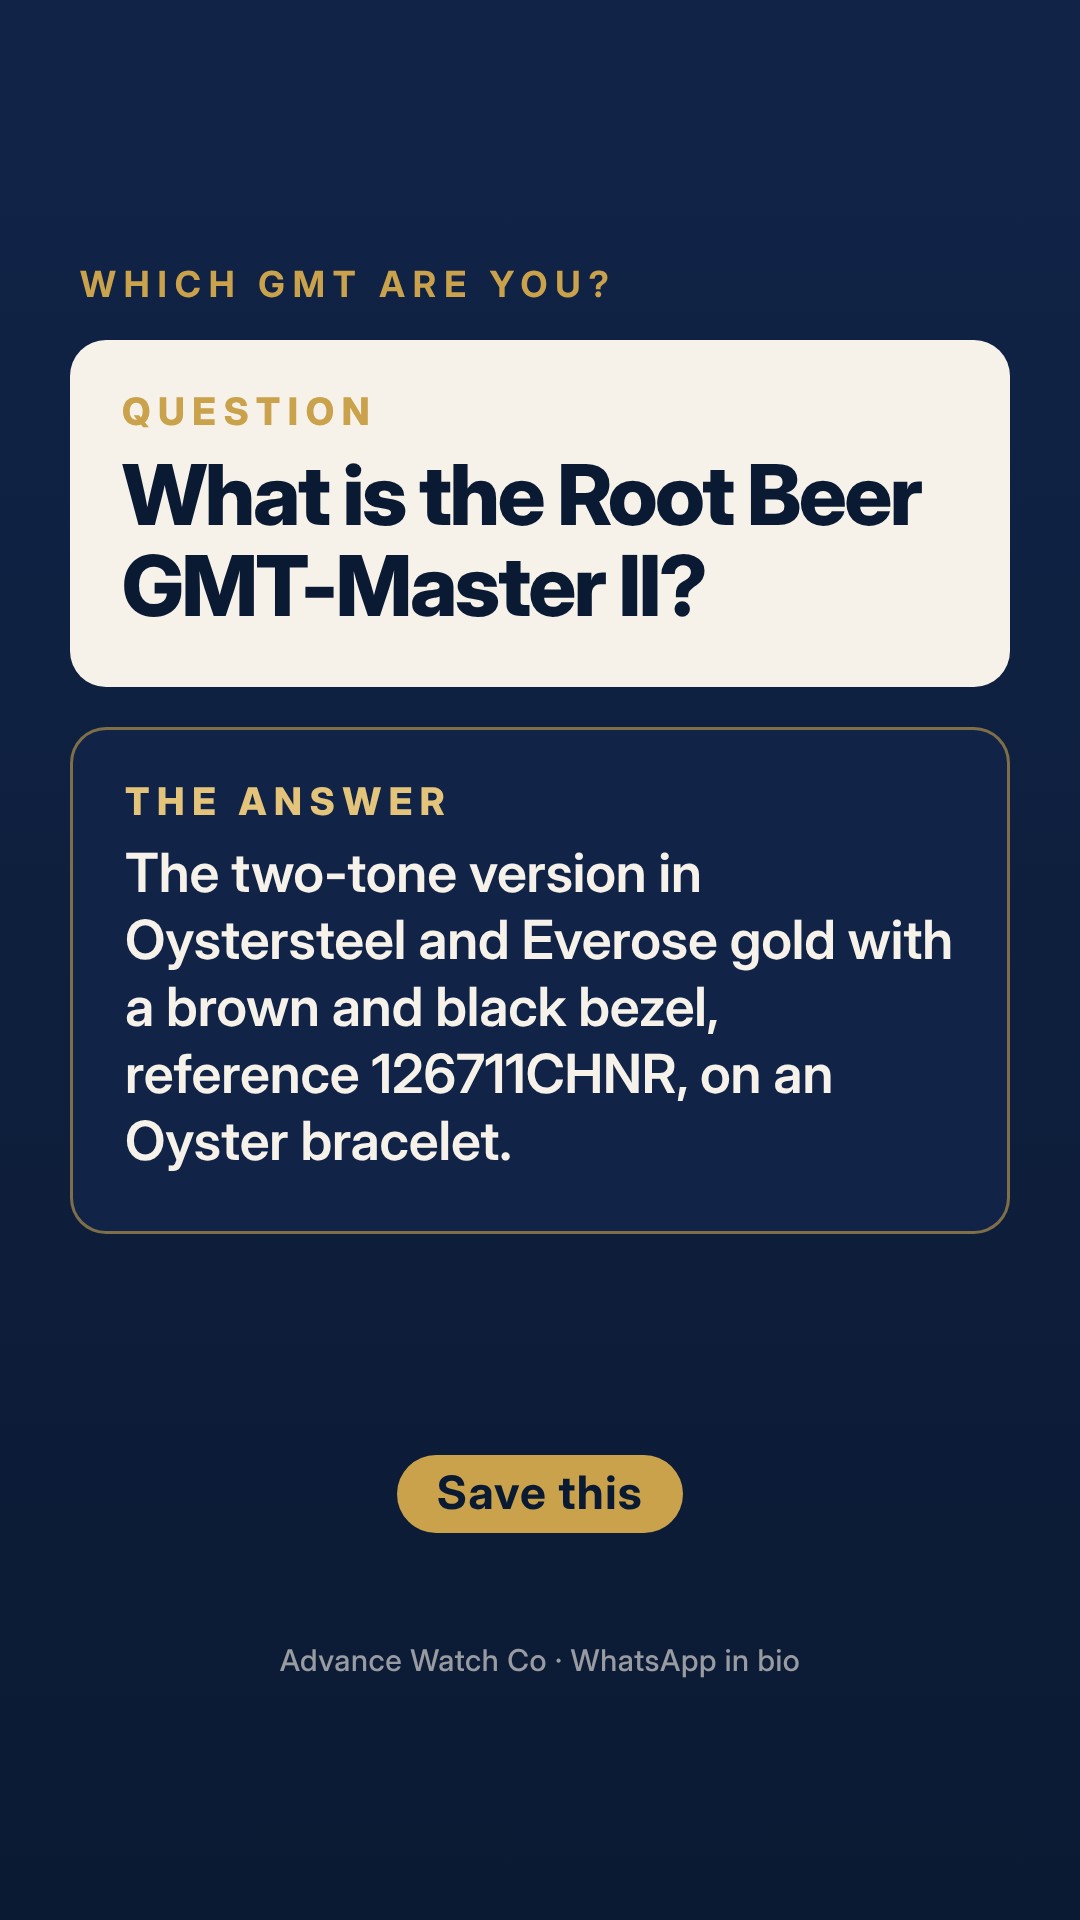 WHICH GMT ARE YOU?
QUESTION
What is the Root Beer
GMT-Master II?
THE ANSWER
The two-tone version in
Oystersteel and Everose gold with
a brown and black bezel,
reference 126711CHNR, on an
Oyster bracelet.
Save this
Advance Watch Co · WhatsApp in bio